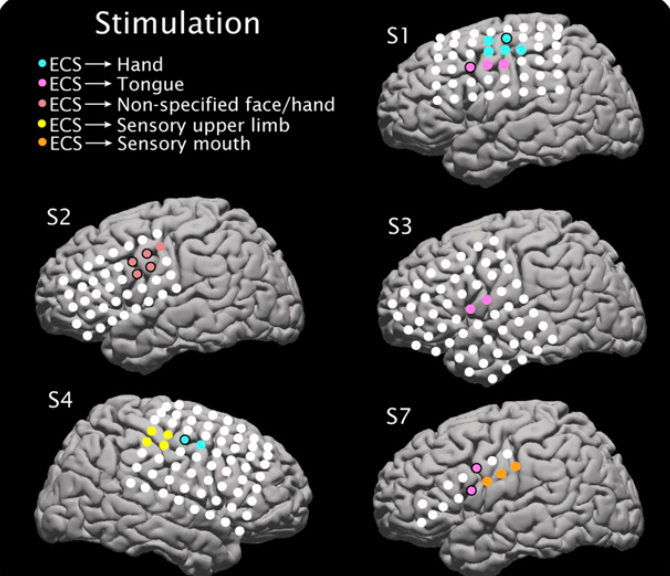 Stimulation
ECS → Hand
ECS → Tongue
ECS → Non-specified face/hand
ECS → Sensory upper limb
ECS → Sensory mouth
S1
S2
S3
S4
S7